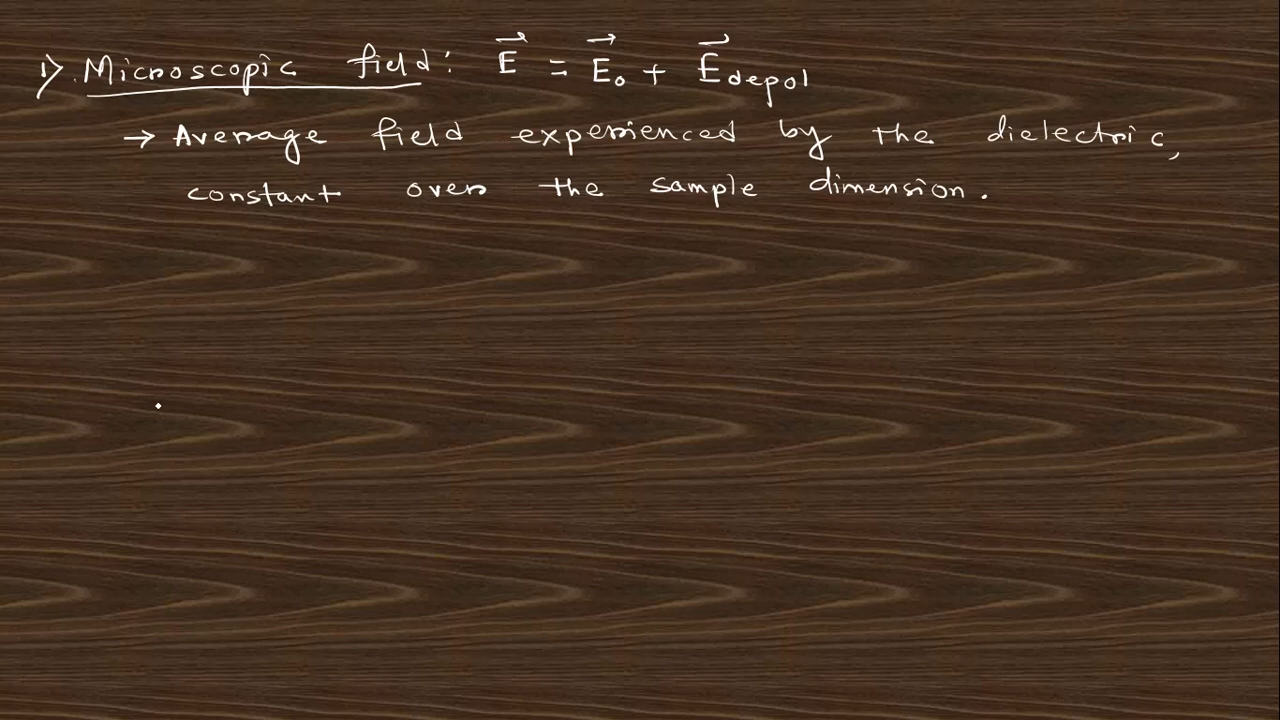 1). Microscopic field: E⃗ = E⃗₀ + E⃗depol
→ Average field experienced by the dielectric,
constant over the sample dimension.